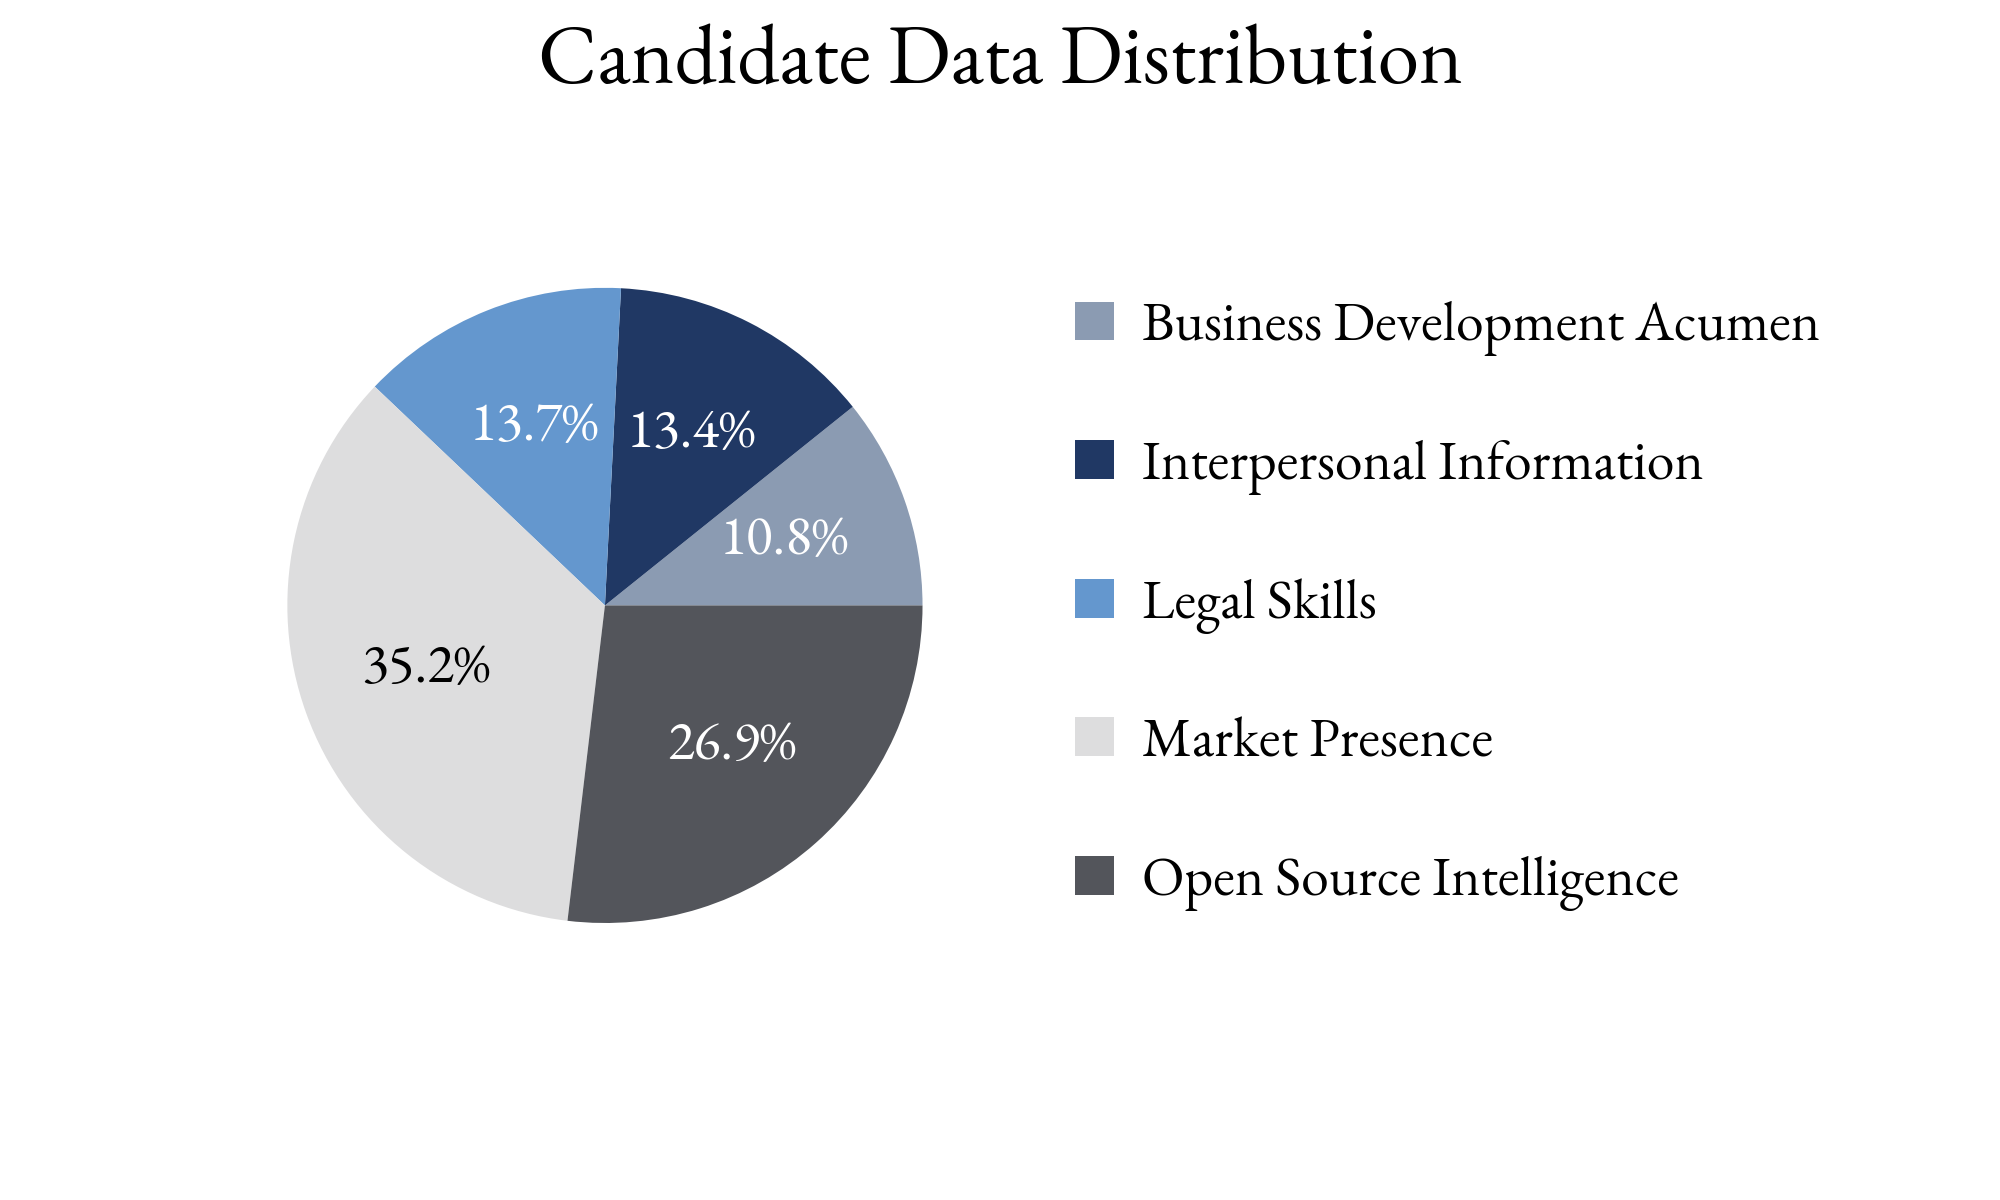 Candidate Data Distribution
13.7%
13.4%
10.8%
35.2%
26.9%
Business Development Acumen
Interpersonal Information
Legal Skills
Market Presence
Open Source Intelligence